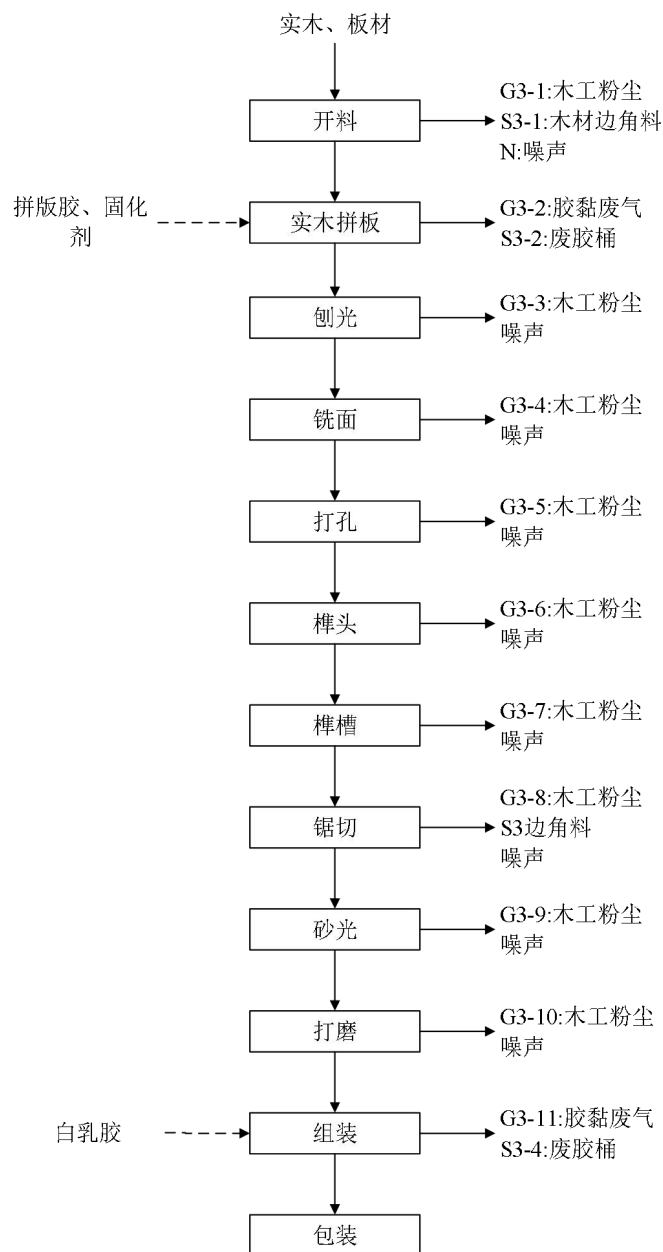 实木、板材
开料
G3-1:木工粉尘
S3-1:木材边角料
N:噪声
拼版胶、固化
剂
实木拼板
G3-2:胶黏废气
S3-2:废胶桶
刨光
G3-3:木工粉尘
噪声
铣面
G3-4:木工粉尘
噪声
打孔
G3-5:木工粉尘
噪声
榫头
G3-6:木工粉尘
噪声
榫槽
G3-7:木工粉尘
噪声
锯切
G3-8:木工粉尘
S3边角料
噪声
砂光
G3-9:木工粉尘
噪声
打磨
G3-10:木工粉尘
噪声
白乳胶
组装
G3-11:胶黏废气
S3-4:废胶桶
包装